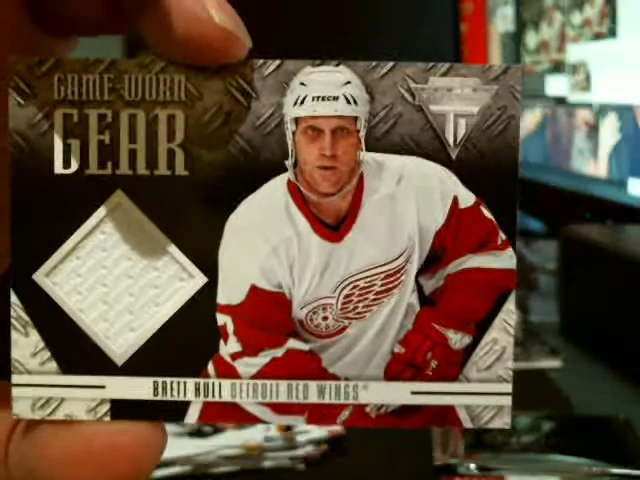 GAME-WORN
GEAR
ITECH
T
BRETT HULL DETROIT RED WINGS®